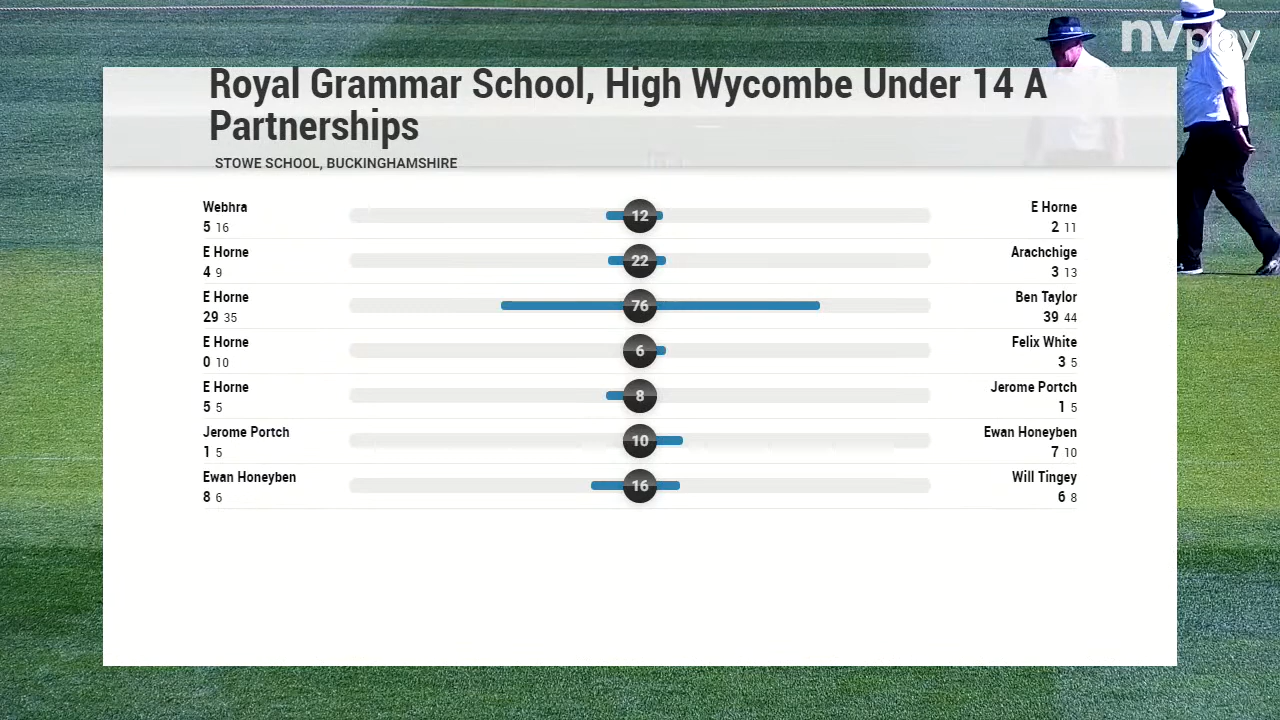 nvplay
Royal Grammar School, High Wycombe Under 14 A
Partnerships
STOWE SCHOOL, BUCKINGHAMSHIRE
Webhra 12 E Horne
5 16 2 11
E Horne 22 Arachchige
4 9 3 13
E Horne 76 Ben Taylor
29 35 39 44
E Horne 6 Felix White
0 10 3 5
E Horne 8 Jerome Portch
5 5 1 5
Jerome Portch 10 Ewan Honeyben
1 5 7 10
Ewan Honeyben 16 Will Tingey
8 6 6 8